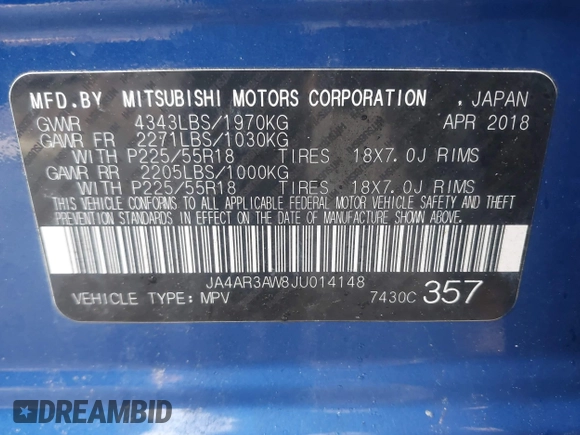 MFD.BY MITSUBISHI MOTORS CORPORATION . JAPAN
GVWR 4343LBS/1970KG APR 2018
GAWR FR 2271LBS/1030KG
WITH P225/55R18 TIRES 18X7.0J RIMS
GAWR RR 2205LBS/1000KG
WITH P225/55R18 TIRES 18X7.0J RIMS
THIS VEHICLE CONFORMS TO ALL APPLICABLE FEDERAL MOTOR VEHICLE SAFETY AND THEFT
PREVENTION STANDARDS IN EFFECT ON THE DATE OF MANUFACTURE SHOWN ABOVE.
JA4AR3AW8JU014148
VEHICLE TYPE: MPV 7430C 357
DREAMBID